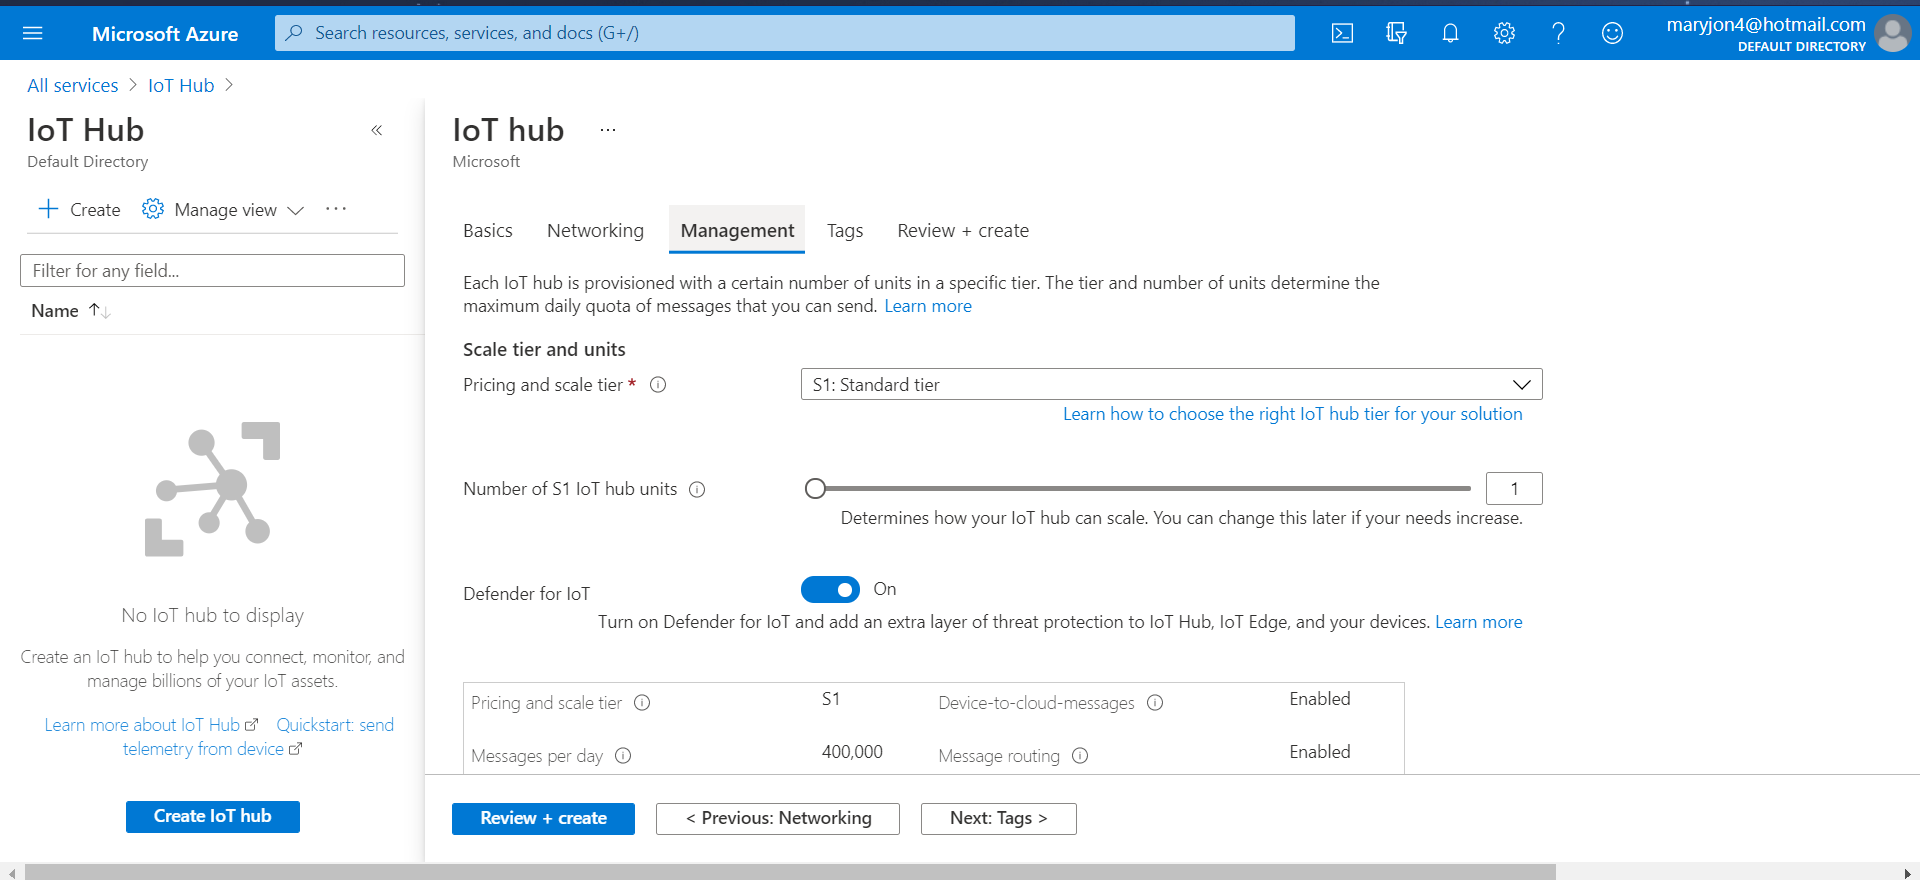 Microsoft Azure
Search resources, services, and docs (G+/)
maryjon4@hotmail.com
DEFAULT DIRECTORY
All services > IoT Hub >
IoT Hub «
Default Directory
+ Create Manage view ···
Filter for any field...
Name ↑↓
No IoT hub to display
Create an IoT hub to help you connect, monitor, and
manage billions of your IoT assets.
Learn more about IoT Hub Quickstart: send
telemetry from device
Create IoT hub
IoT hub ···
Microsoft
Basics Networking Management Tags Review + create
Each IoT hub is provisioned with a certain number of units in a specific tier. The tier and number of units determine the
maximum daily quota of messages that you can send. Learn more
Scale tier and units
Pricing and scale tier * S1: Standard tier
Learn how to choose the right IoT hub tier for your solution
Number of S1 IoT hub units 1
Determines how your IoT hub can scale. You can change this later if your needs increase.
Defender for IoT On
Turn on Defender for IoT and add an extra layer of threat protection to IoT Hub, IoT Edge, and your devices. Learn more
Pricing and scale tier S1 Device-to-cloud-messages Enabled
Messages per day 400,000 Message routing Enabled
Review + create < Previous: Networking Next: Tags >